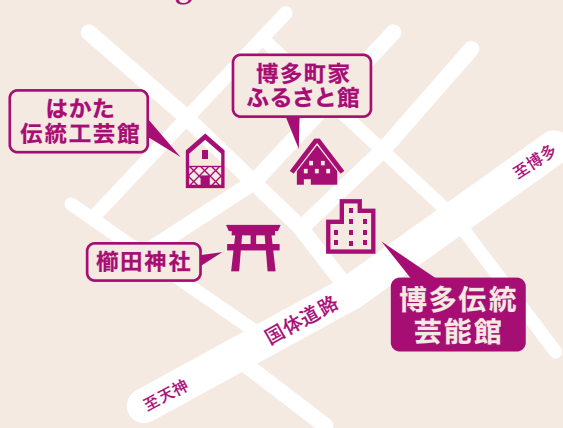 博多町家
ふるさと館
はかた
伝統工芸館
至博多
櫛田神社
博多伝統
芸能館
国体道路
至天神